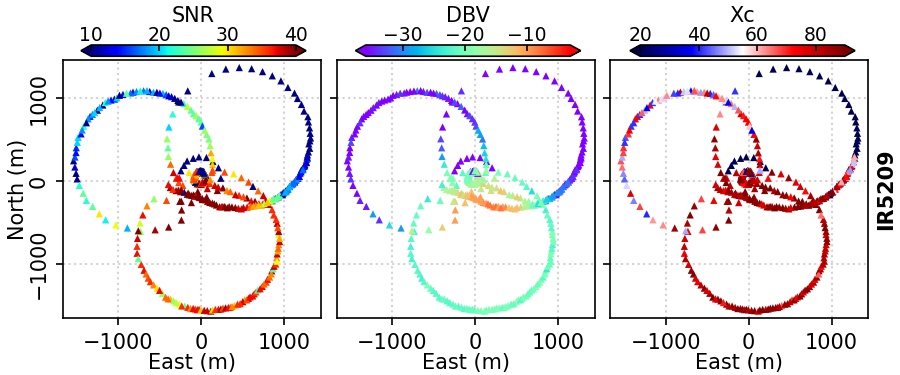 SNR DBV Xc
10 20 30 40 −30 −20 −10 20 40 60 80
North (m)
1000
0
−1000
−1000 0 1000 −1000 0 1000 −1000 0 1000
East (m) East (m) East (m)
IR5209